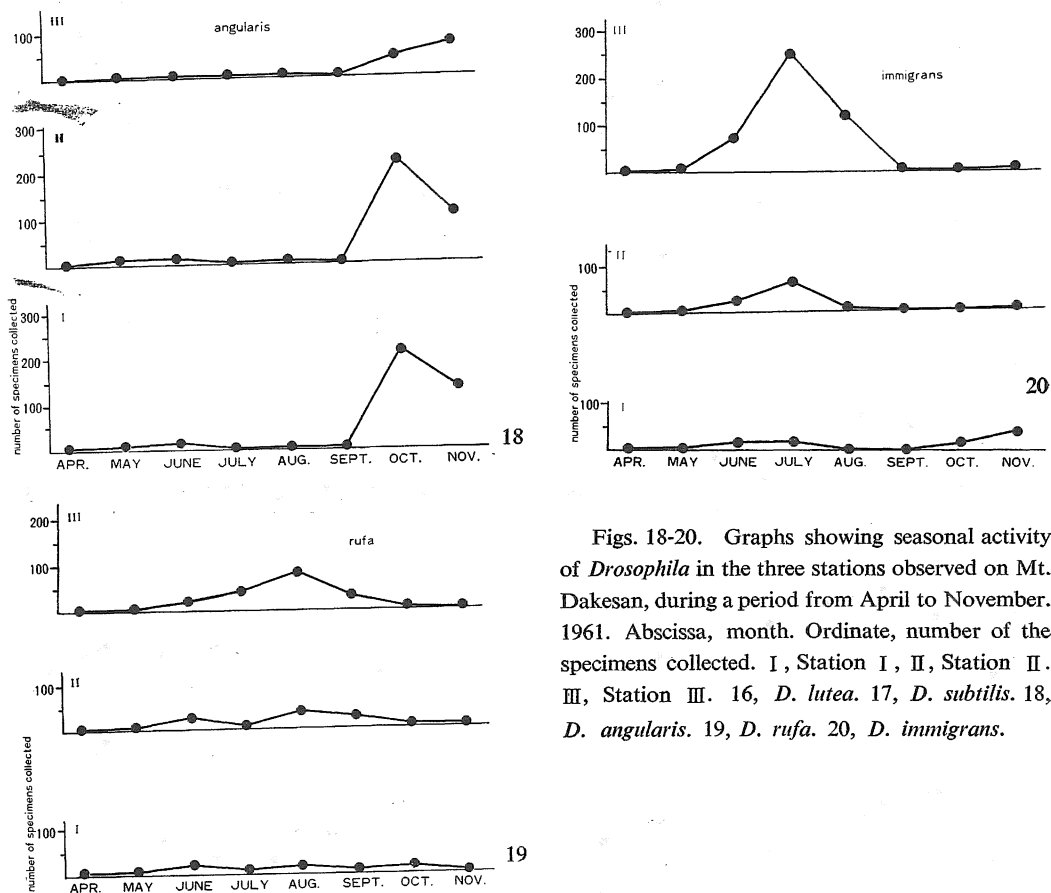 III
angularis
100
II
300
200
100
I
300
200
100
number of specimens collected
APR. MAY JUNE JULY AUG. SEPT. OCT. NOV.
18
III
rufa
200
100
II
100
I
100
number of specimens collected
APR. MAY JUNE JULY AUG. SEPT. OCT. NOV.
19
III
immigrans
300
200
100
II
100
I
100
number of specimens collected
APR. MAY JUNE JULY AUG. SEPT. OCT. NOV.
20
Figs. 18-20. Graphs showing seasonal activity
of Drosophila in the three stations observed on Mt.
Dakesan, during a period from April to November.
1961. Abscissa, month. Ordinate, number of the
specimens collected. I, Station I, II, Station II.
III, Station III. 16, D. lutea. 17, D. subtilis. 18,
D. angularis. 19, D. rufa. 20, D. immigrans.